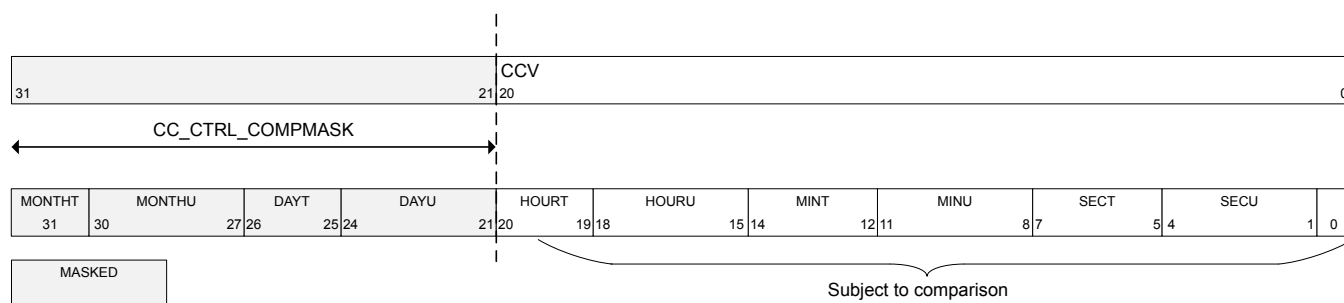 CCV
31 21 20 0
CC_CTRL_COMPMASK
MONTHT MONTHU DAYT DAYU HOURT HOURU MINT MINU SECT SECU
31 30 27 26 25 24 21 20 19 18 15 14 12 11 8 7 5 4 1 0
MASKED
Subject to comparison